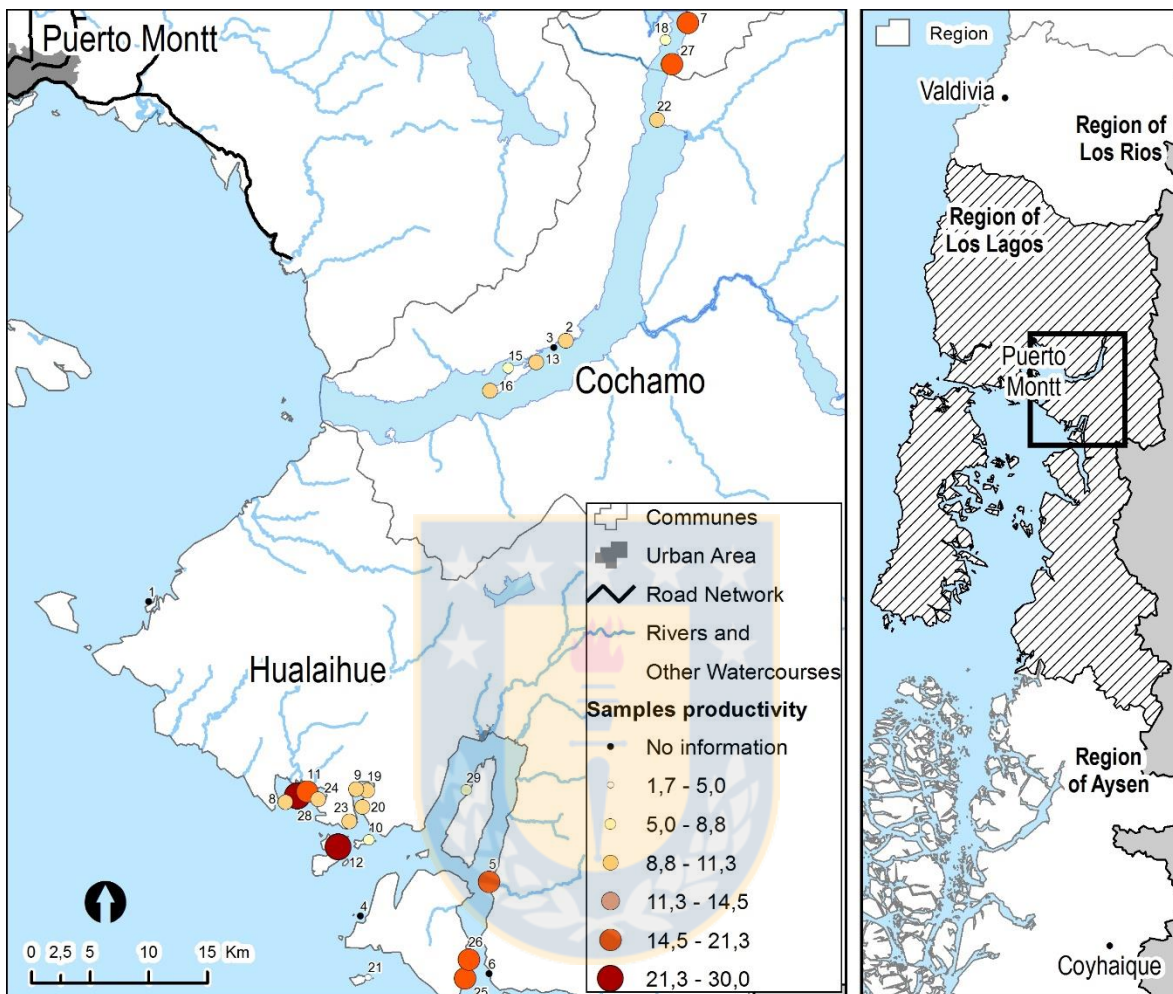 Puerto Montt
7
18
27
22
2
3
13
15
16
Cochamo
1
Hualaihue
11
9
19
8
24
28
23
20
10
12
29
5
4
26
6
21
25
0 2,5 5 10 15 Km
Communes
Urban Area
Road Network
Rivers and
Other Watercourses
Samples productivity
No information
1,7 - 5,0
5,0 - 8,8
8,8 - 11,3
11,3 - 14,5
14,5 - 21,3
21,3 - 30,0
Region
Valdivia
Region of
Los Rios
Region of
Los Lagos
Puerto
Montt
Region
of Aysen
Coyhaique